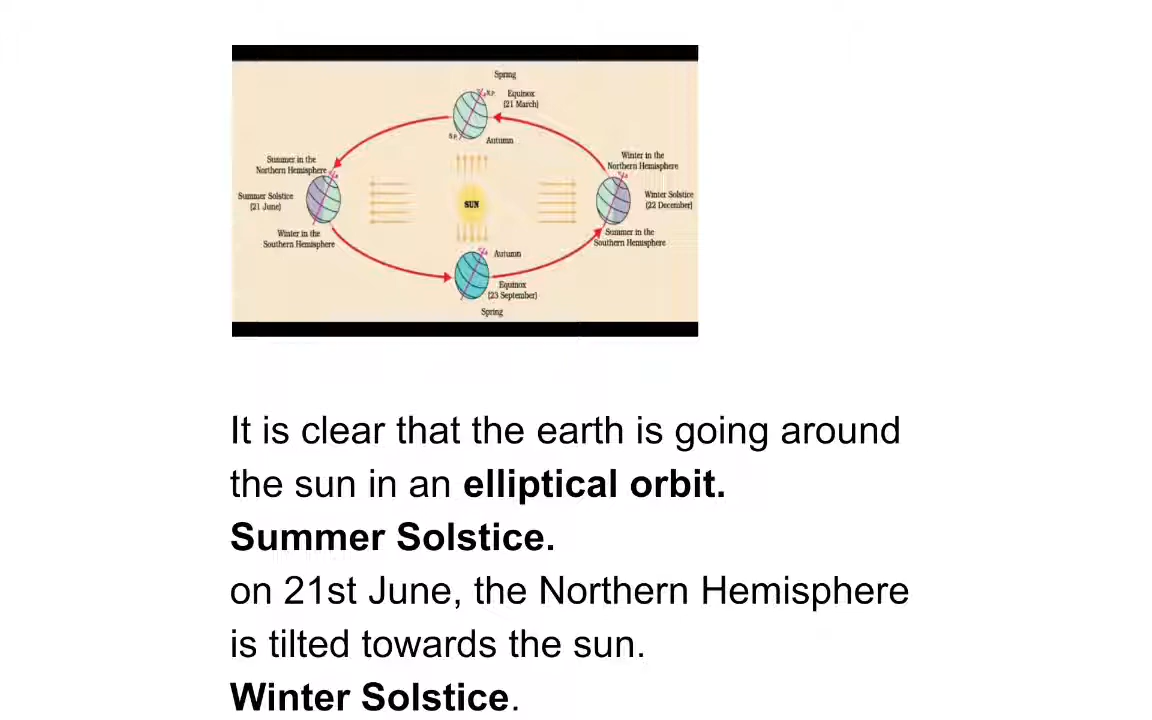 Spring
N.P.
Equinox
(21 March)
S.P.
Autumn
Summer in the
Northern Hemisphere
Summer Solstice
(21 June)
Winter in the
Southern Hemisphere
SUN
Winter in the
Northern Hemisphere
Winter Solstice
(22 December)
Summer in the
Southern Hemisphere
Autumn
Equinox
(23 September)
Spring
It is clear that the earth is going around
the sun in an elliptical orbit.
Summer Solstice.
on 21st June, the Northern Hemisphere
is tilted towards the sun.
Winter Solstice.